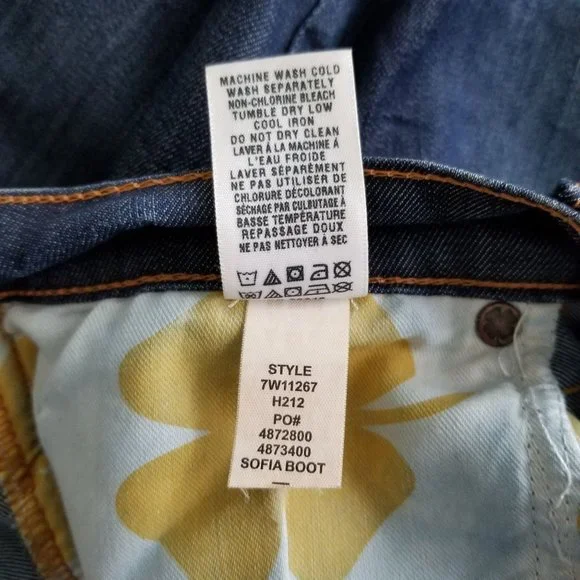 MACHINE WASH COLD
WASH SEPARATELY
NON-CHLORINE BLEACH
TUMBLE DRY LOW
COOL IRON
DO NOT DRY CLEAN
LAVER À LA MACHINE À
L'EAU FROIDE
LAVER SÉPARÉMENT
NE PAS UTILISER DE
CHLORURE DÉCOLORANT
SÉCHAGE PAR CULBUTAGE À
BASSE TEMPÉRATURE
REPASSAGE DOUX
NE PAS NETTOYER À SEC
STYLE
7W11267
H212
PO#
4872800
4873400
SOFIA BOOT